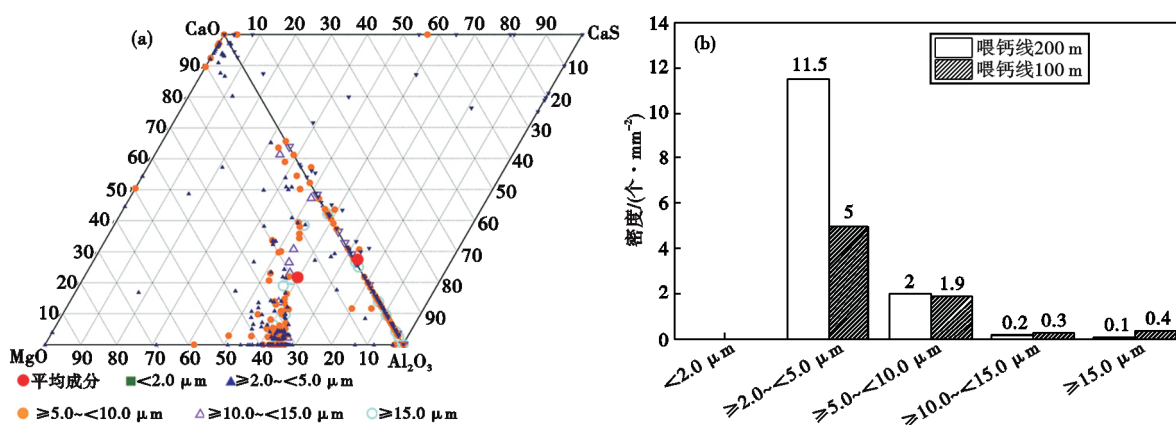 (a)
CaO 10 20 30 40 50 60 70 80 90 CaS
90 80 70 60 50 40 30 20 10
10 20 25 30 40 50 60 70 80 90
MgO 90 80 70 60 50 40 30 20 10 Al₂O₃
平均成分 <2.0 μm ≥2.0~<5.0 μm
≥5.0~<10.0 μm ≥10.0~<15.0 μm ≥15.0 μm
(b)
喂钙线200 m
喂钙线100 m
密度/(个·mm⁻²)
14
12
10
8
6
4
2
0
11.5
5
2
1.9
0.2
0.3
0.1
0.4
<2.0 μm
≥2.0~<5.0 μm
≥5.0~<10.0 μm
≥10.0~<15.0 μm
≥15.0 μm